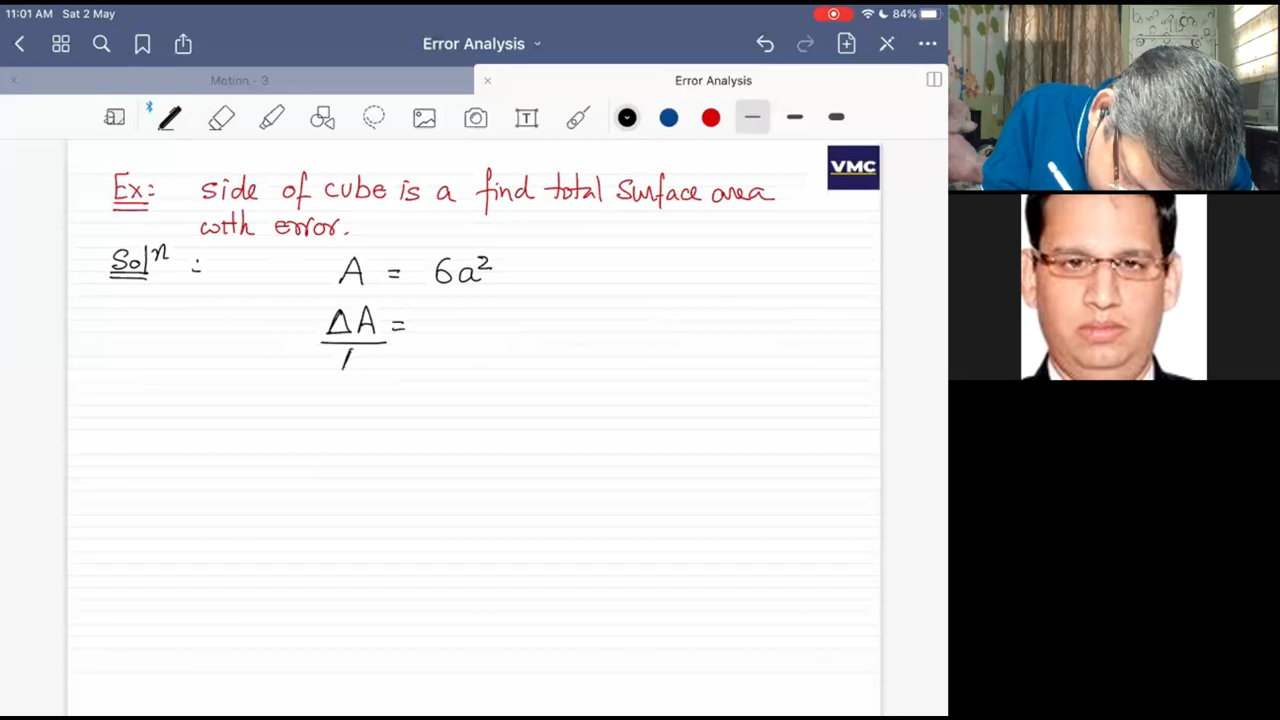 11:01 AM Sat 2 May
84%
Error Analysis
Motion - 3
Error Analysis
T
VMC
Ex: side of cube is a find total surface area
with error.
Solⁿ :
A = 6a²
ΔA =